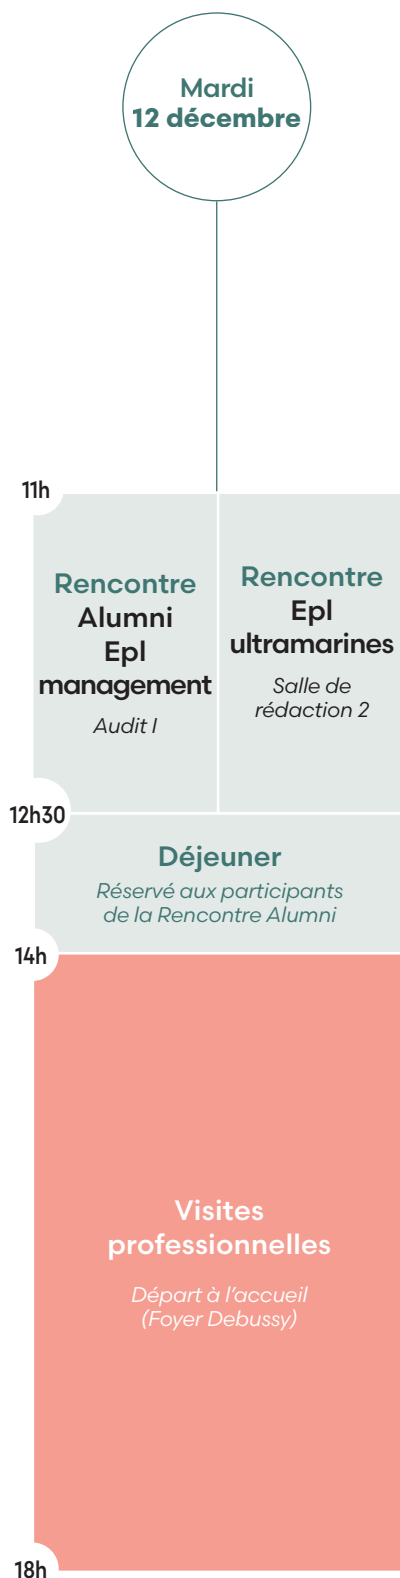 Mardi
12 décembre
11h
Rencontre
Alumni
Epl
management
Audit I
Rencontre
Epl
ultramarines
Salle de
rédaction 2
12h30
Déjeuner
Réservé aux participants
de la Rencontre Alumni
14h
Visites
professionnelles
Départ à l'accueil
(Foyer Debussy)
18h